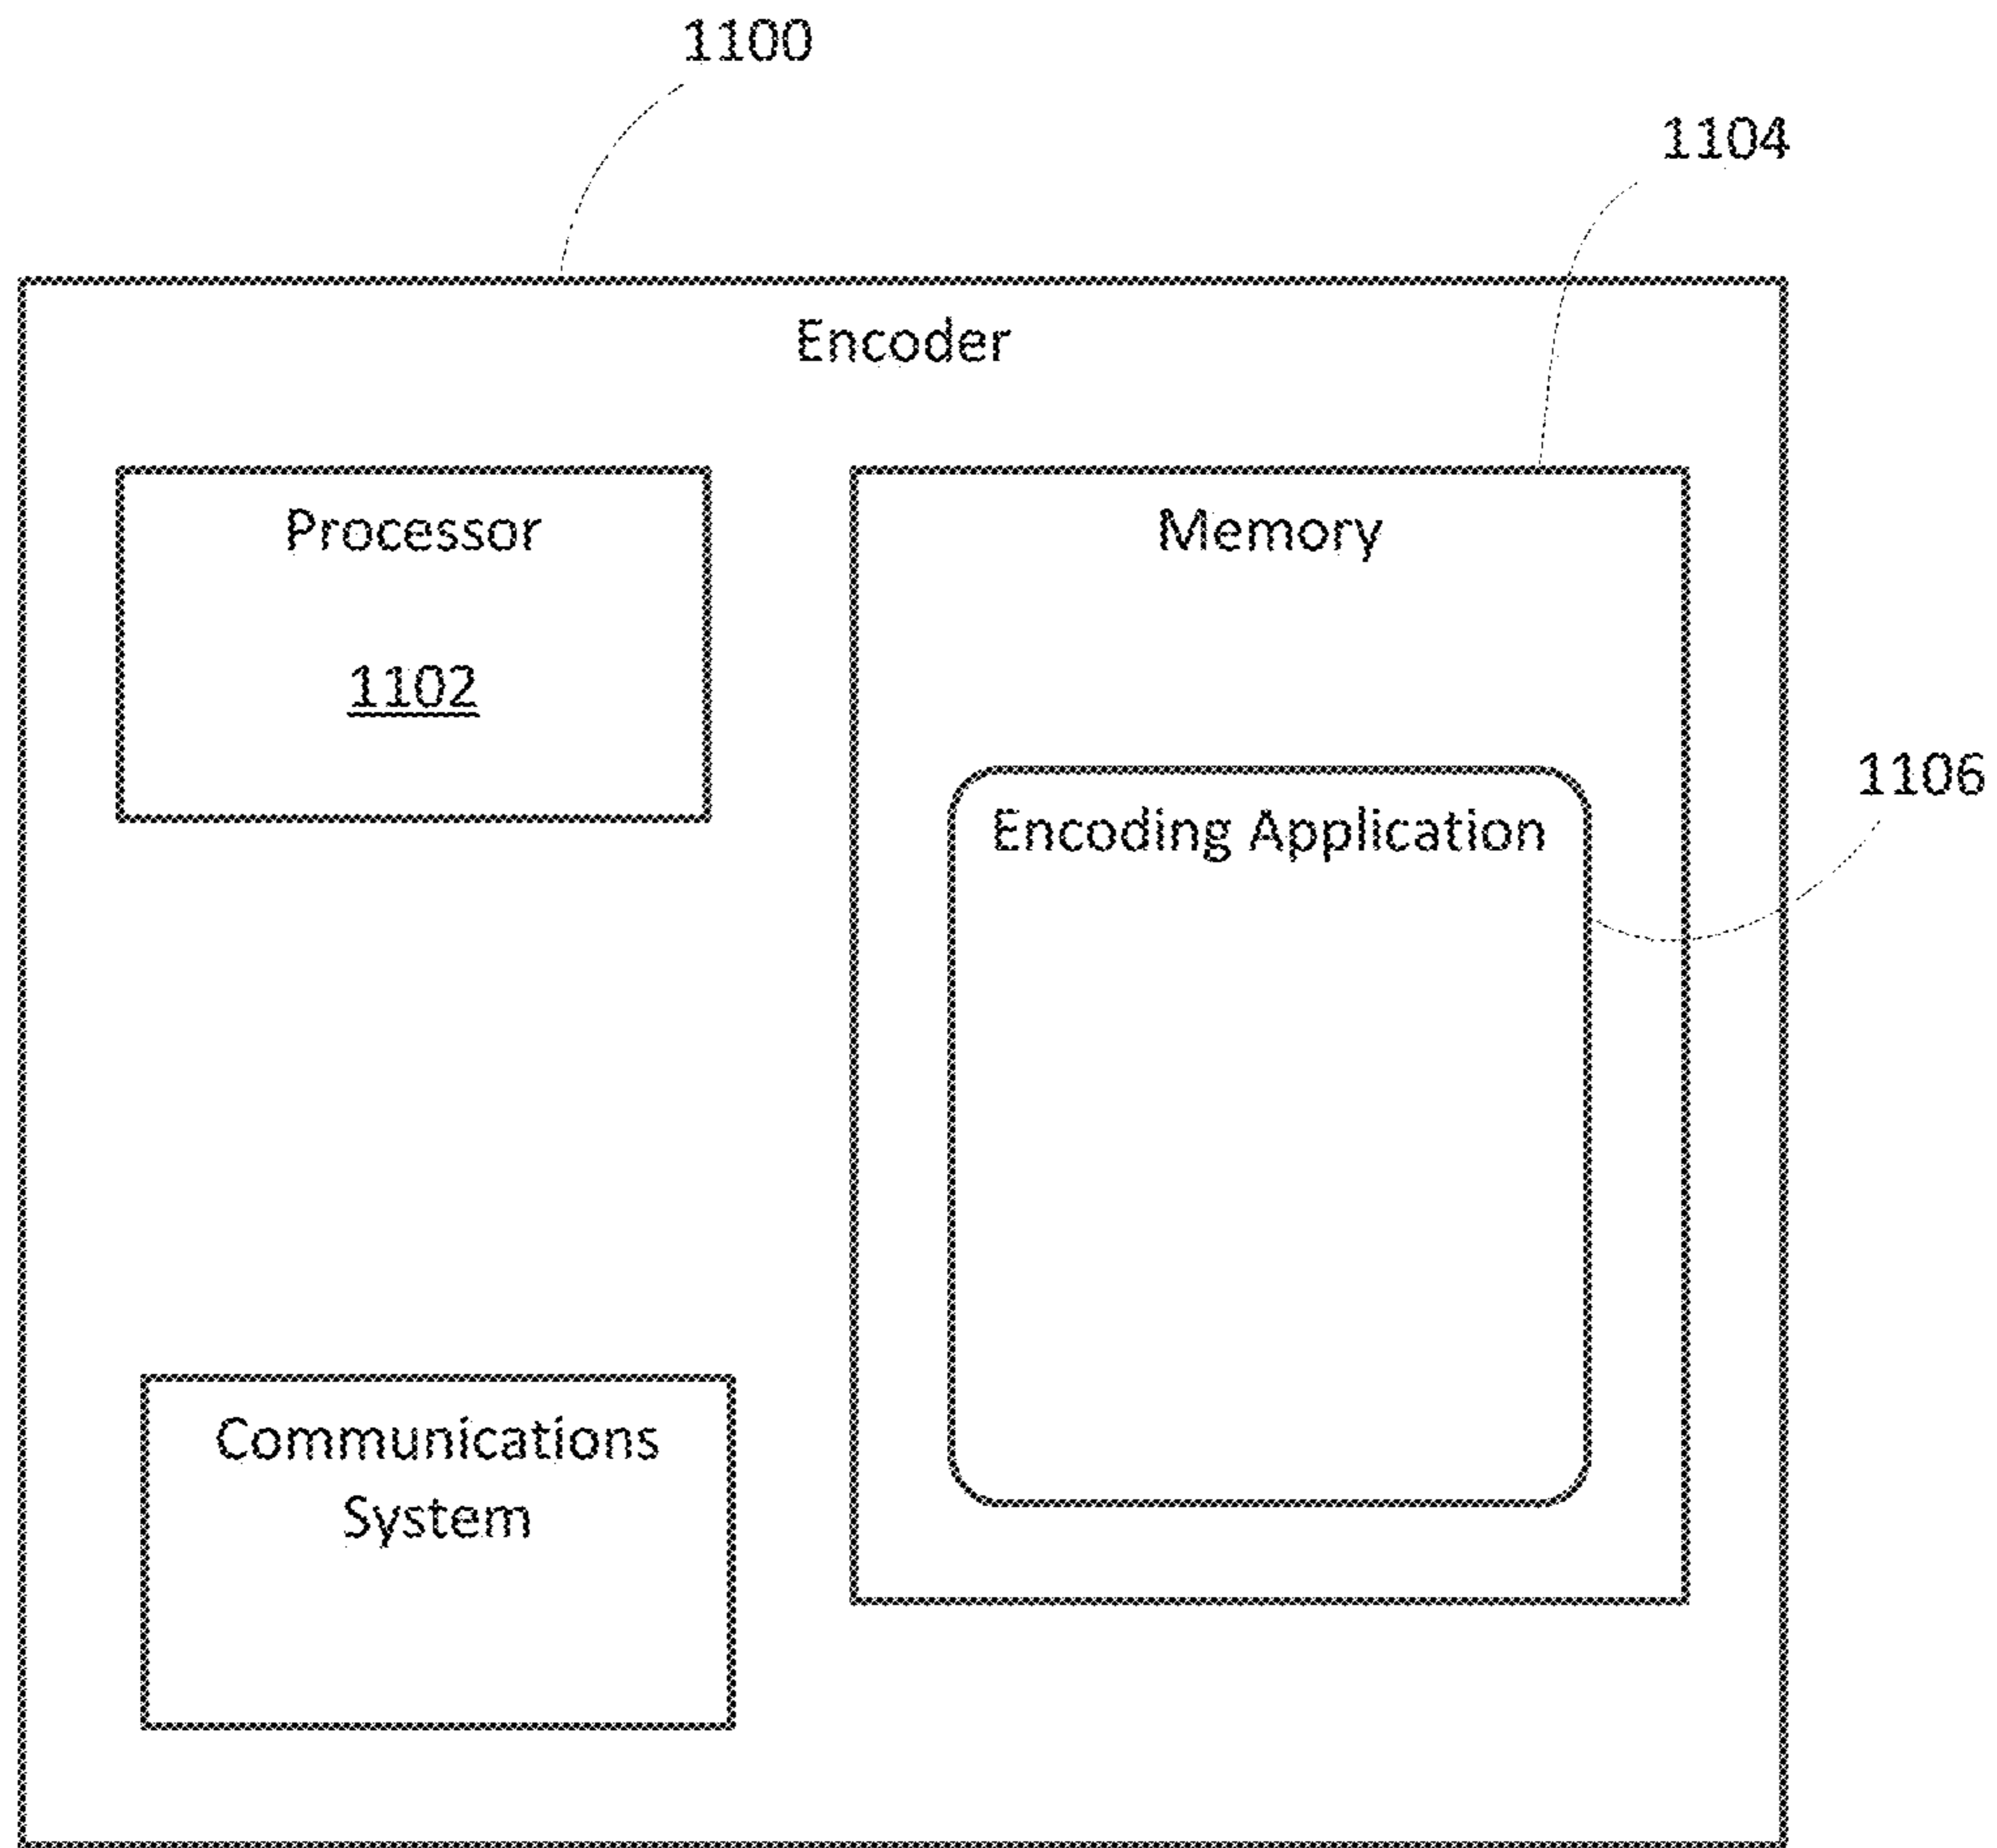 1100
1104
Encoder
Processor
1102
Memory
1106
Encoding Application
Communications
System